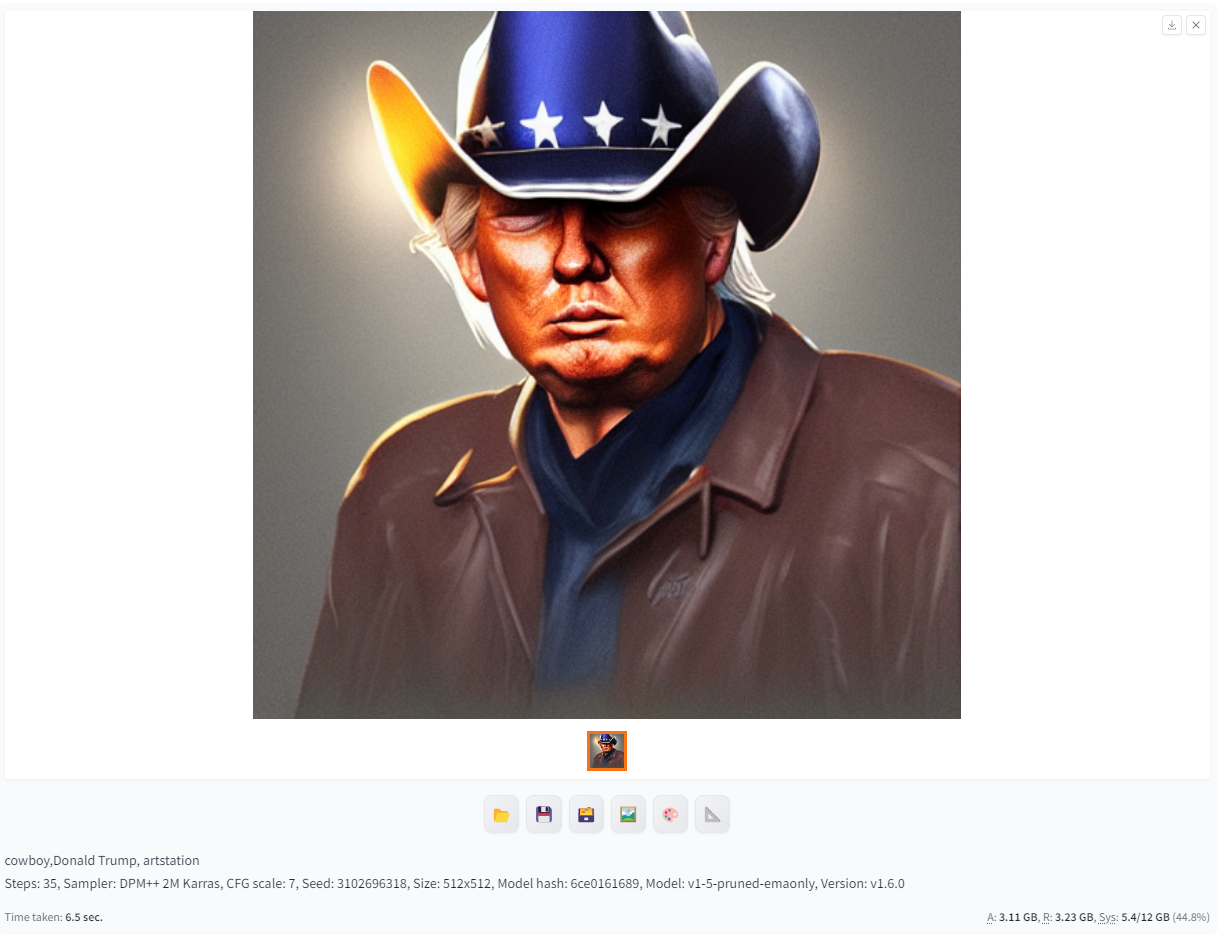 cowboy,Donald Trump, artstation
Steps: 35, Sampler: DPM++ 2M Karras, CFG scale: 7, Seed: 3102696318, Size: 512x512, Model hash: 6ce0161689, Model: v1-5-pruned-emaonly, Version: v1.6.0
Time taken: 6.5 sec.
A: 3.11 GB, R: 3.23 GB, Sys: 5.4/12 GB (44.8%)